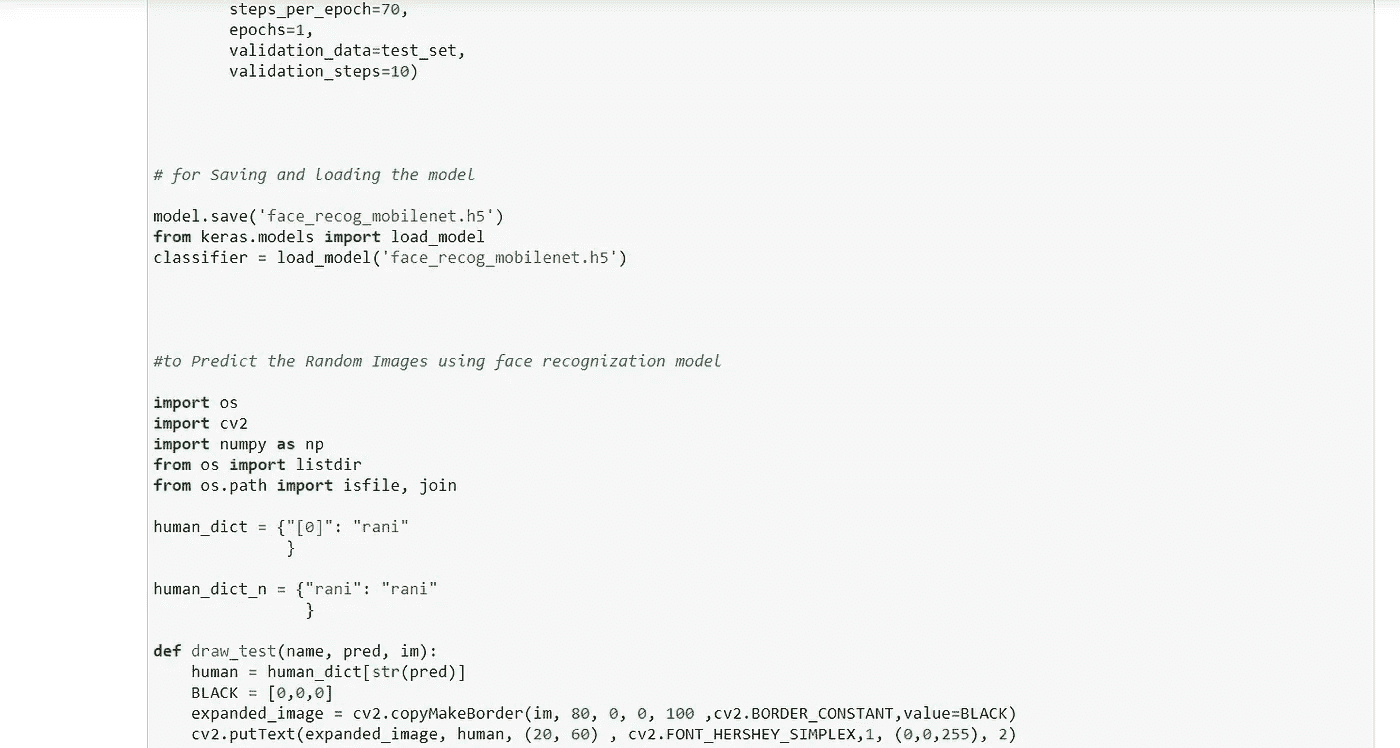 steps_per_epoch=70,
epochs=1,
validation_data=test_set,
validation_steps=10)
# for Saving and loading the model
model.save('face_recog_mobilenet.h5')
from keras.models import load_model
classifier = load_model('face_recog_mobilenet.h5')
#to Predict the Random Images using face recognization model
import os
import cv2
import numpy as np
from os import listdir
from os.path import isfile, join
human_dict = {"[0]": "rani"
}
human_dict_n = {"rani": "rani"
}
def draw_test(name, pred, im):
human = human_dict[str(pred)]
BLACK = [0,0,0]
expanded_image = cv2.copyMakeBorder(im, 80, 0, 0, 100 ,cv2.BORDER_CONSTANT,value=BLACK)
cv2.putText(expanded_image, human, (20, 60) , cv2.FONT_HERSHEY_SIMPLEX,1, (0,0,255), 2)